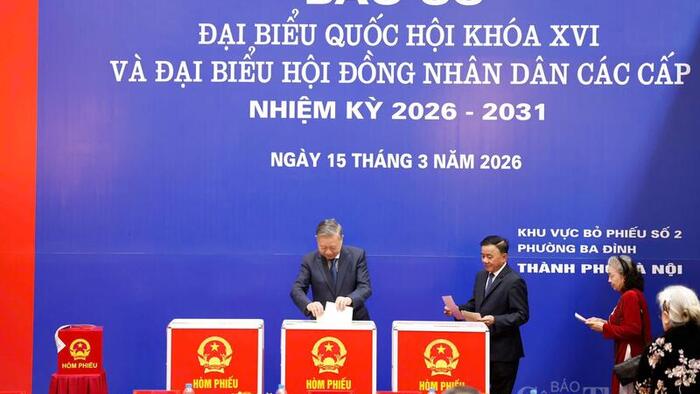 ĐẠI BIỂU QUỐC HỘI KHÓA XVI
VÀ ĐẠI BIỂU HỘI ĐỒNG NHÂN DÂN CÁC CẤP
NHIỆM KỲ 2026 - 2031
NGÀY 15 THÁNG 3 NĂM 2026
KHU VỰC BỎ PHIẾU SỐ 2
PHƯỜNG BA ĐÌNH
THÀNH PHỐ HÀ NỘI
HÒM PHIẾU
HÒM PHIẾU
HÒM PHIẾU
BÁO